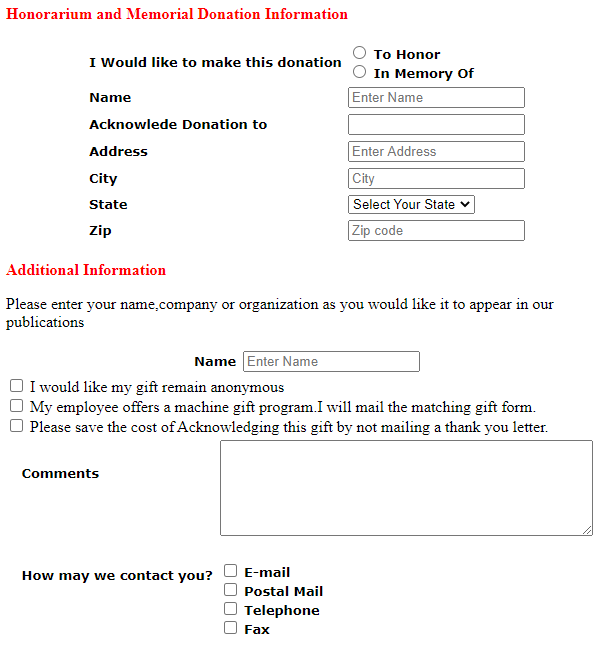 Honorarium and Memorial Donation Information
I Would like to make this donation
To Honor
In Memory Of
Name Enter Name
Acknowlede Donation to
Address Enter Address
City City
State Select Your State
Zip Zip code
Additional Information
Please enter your name,company or organization as you would like it to appear in our
publications
Name Enter Name
I would like my gift remain anonymous
My employee offers a machine gift program.I will mail the matching gift form.
Please save the cost of Acknowledging this gift by not mailing a thank you letter.
Comments
How may we contact you? E-mail
Postal Mail
Telephone
Fax